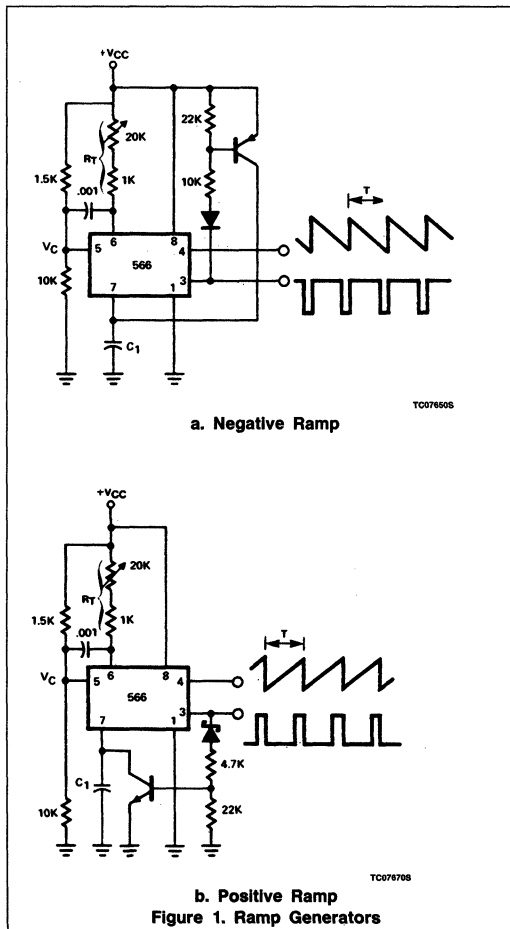 +VCC
20K
22K
RT
1.5K
.001
1K
10K
T
VC
5
6
8
4
566
10K
7
1
3
C1
TC07650S
a. Negative Ramp
+VCC
20K
RT
1.5K
.001
1K
T
VC
5
6
8
4
566
3
7
1
C1
4.7K
10K
22K
TC07670S
b. Positive Ramp
Figure 1. Ramp Generators